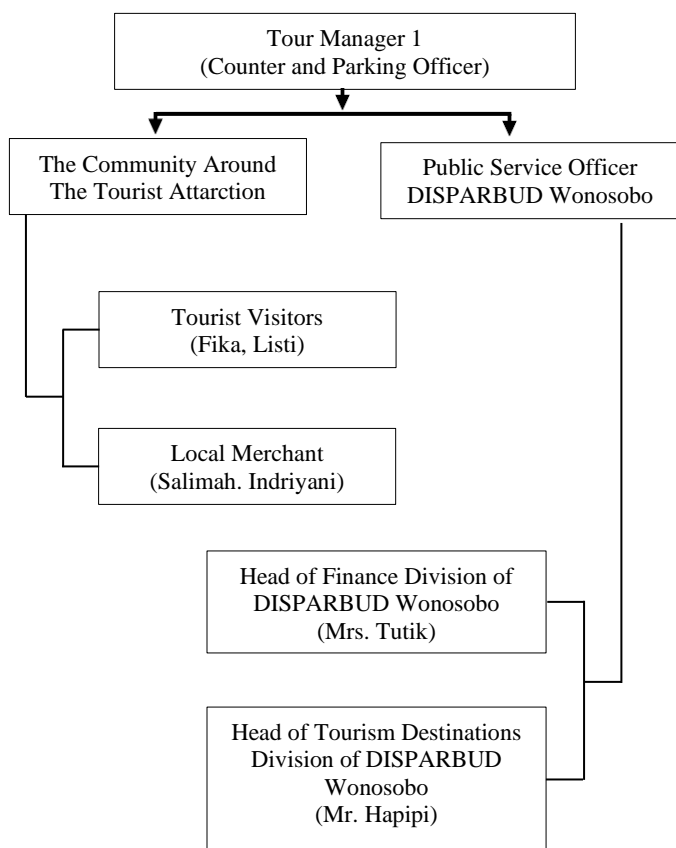 Tour Manager 1
(Counter and Parking Officer)
The Community Around
The Tourist Attarction
Public Service Officer
DISPARBUD Wonosobo
Tourist Visitors
(Fika, Listi)
Local Merchant
(Salimah. Indriyani)
Head of Finance Division of
DISPARBUD Wonosobo
(Mrs. Tutik)
Head of Tourism Destinations
Division of DISPARBUD
Wonosobo
(Mr. Hapipi)